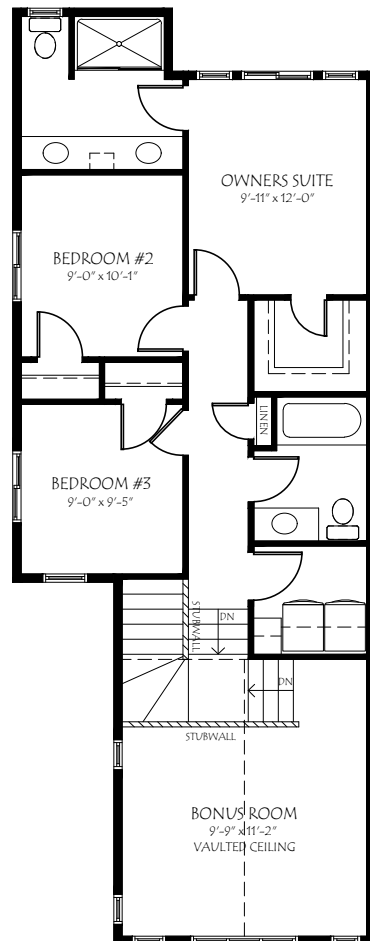 OWNERS SUITE
9'-11" x 12'-0"
BEDROOM #2
9'-0" x 10'-1"
LINEN
BEDROOM #3
9'-0" x 9'-5"
STUBWALL
DN
DN
STUBWALL
BONUS ROOM
9'-9" x 11'-2"
VAULTED CEILING